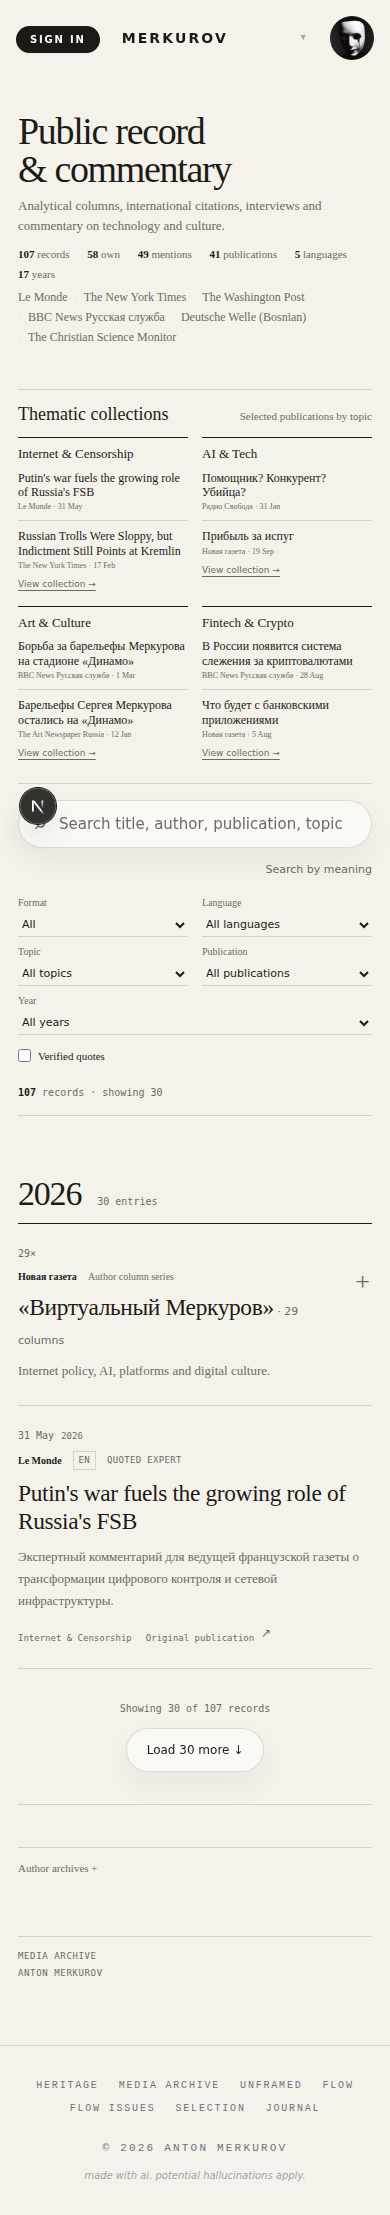 SIGN IN
MERKUROV
▼
Public record
& commentary
Analytical columns, international citations, interviews and
commentary on technology and culture.
107 records · 58 own · 49 mentions · 41 publications · 5 languages ·
17 years
Le Monde · The New York Times · The Washington Post
· BBC News Русская служба · Deutsche Welle (Bosnian)
· The Christian Science Monitor
Thematic collections
Selected publications by topic
Internet & Censorship
Putin's war fuels the growing role
of Russia's FSB
Le Monde · 31 May
Russian Trolls Were Sloppy, but
Indictment Still Points at Kremlin
The New York Times · 17 Feb
View collection →
AI & Tech
Помощник? Конкурент?
Убийца?
Радио Свобода · 31 Jan
Прибыль за испуг
Новая газета · 19 Sep
View collection →
Art & Culture
Борьба за барельефы Меркурова
на стадионе «Динамо»
BBC News Русская служба · 1 Mar
Барельефы Сергея Меркурова
остались на «Динамо»
The Art Newspaper Russia · 12 Jan
View collection →
Fintech & Crypto
В России появится система
слежения за криптовалютами
BBC News Русская служба · 28 Aug
Что будет с банковскими
приложениями
Новая газета · 5 Aug
View collection →
N
Search title, author, publication, topic
Search by meaning
Format
All
Language
All languages
Topic
All topics
Publication
All publications
Year
All years
Verified quotes
107 records · showing 30
2026 30 entries
29×
Новая газета Author column series
+
«Виртуальный Меркуров» · 29
columns
Internet policy, AI, platforms and digital culture.
31 May 2026
Le Monde EN QUOTED EXPERT
Putin's war fuels the growing role of
Russia's FSB
Экспертный комментарий для ведущей французской газеты о
трансформации цифрового контроля и сетевой
инфраструктуры.
Internet & Censorship Original publication ↗
Showing 30 of 107 records
Load 30 more ↓
Author archives +
MEDIA ARCHIVE
ANTON MERKUROV
HERITAGE MEDIA ARCHIVE UNFRAMED FLOW
FLOW ISSUES SELECTION JOURNAL
© 2026 ANTON MERKUROV
made with ai. potential hallucinations apply.